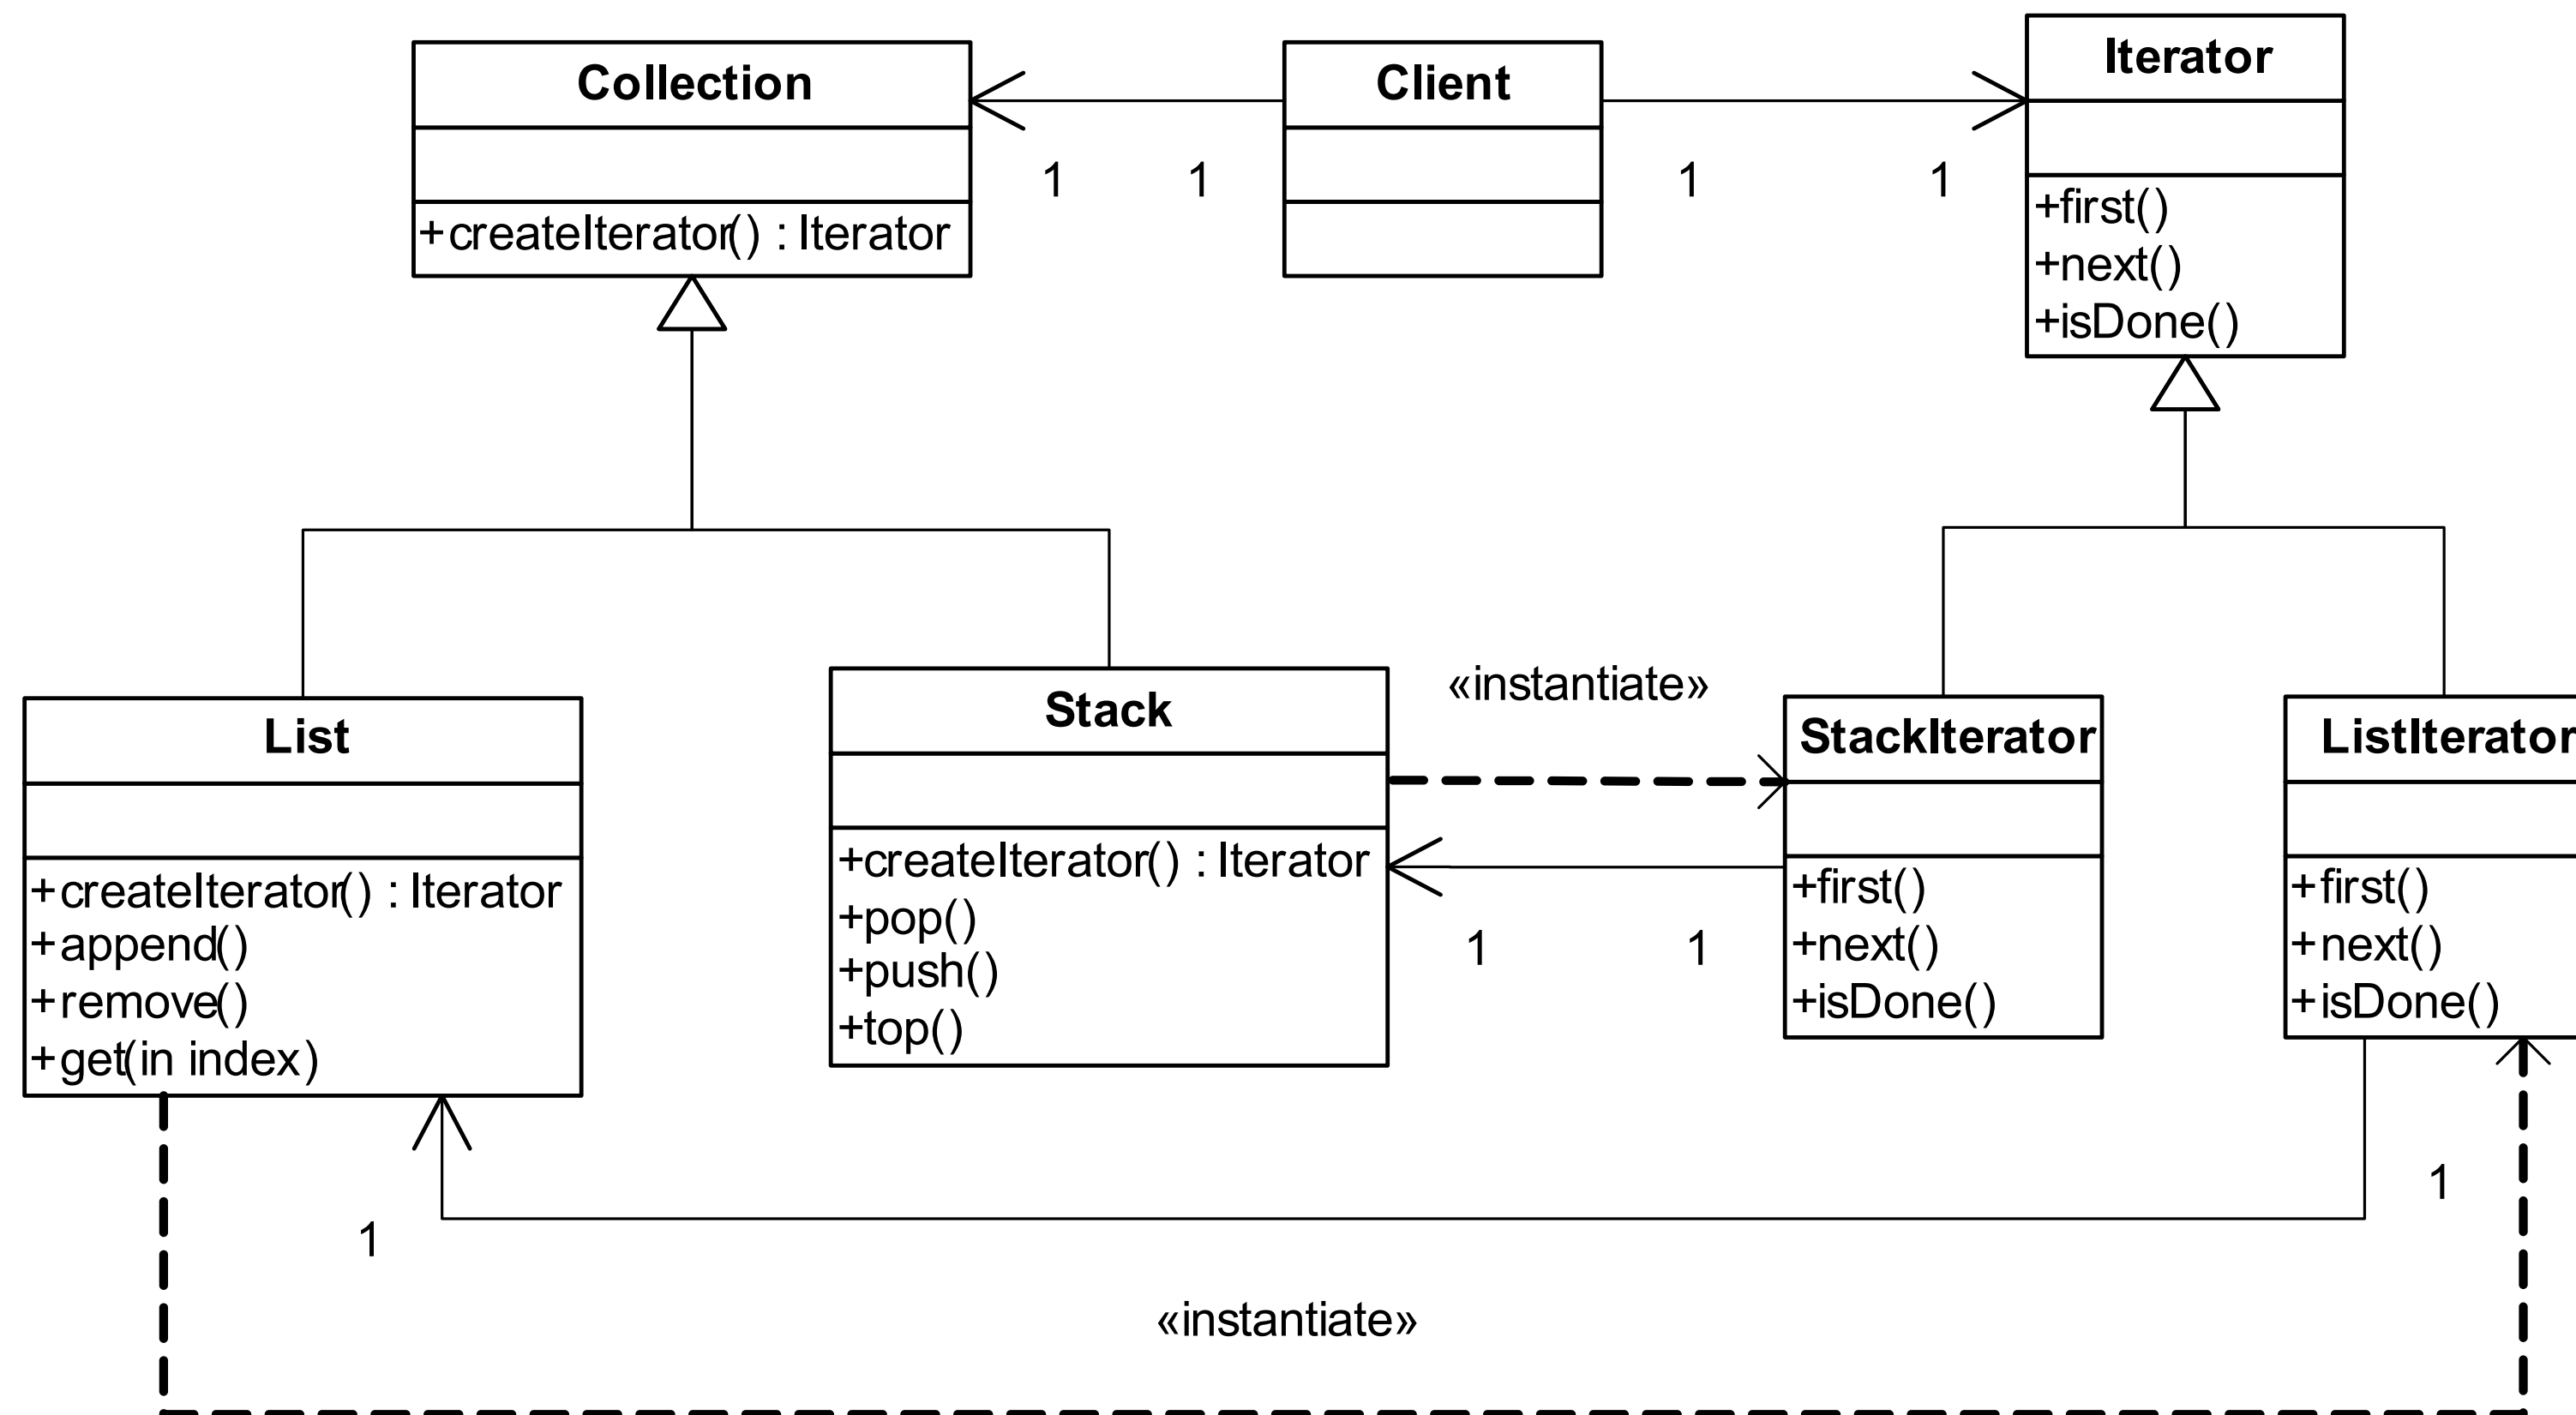 Collection
+createIterator() : Iterator
Client
Iterator
+first()
+next()
+isDone()
1
1
1
1
List
+createIterator() : Iterator
+append()
+remove()
+get(in index)
Stack
+createIterator() : Iterator
+pop()
+push()
+top()
«instantiate»
1
1
StackIterator
+first()
+next()
+isDone()
ListIterator
+first()
+next()
+isDone()
1
1
«instantiate»